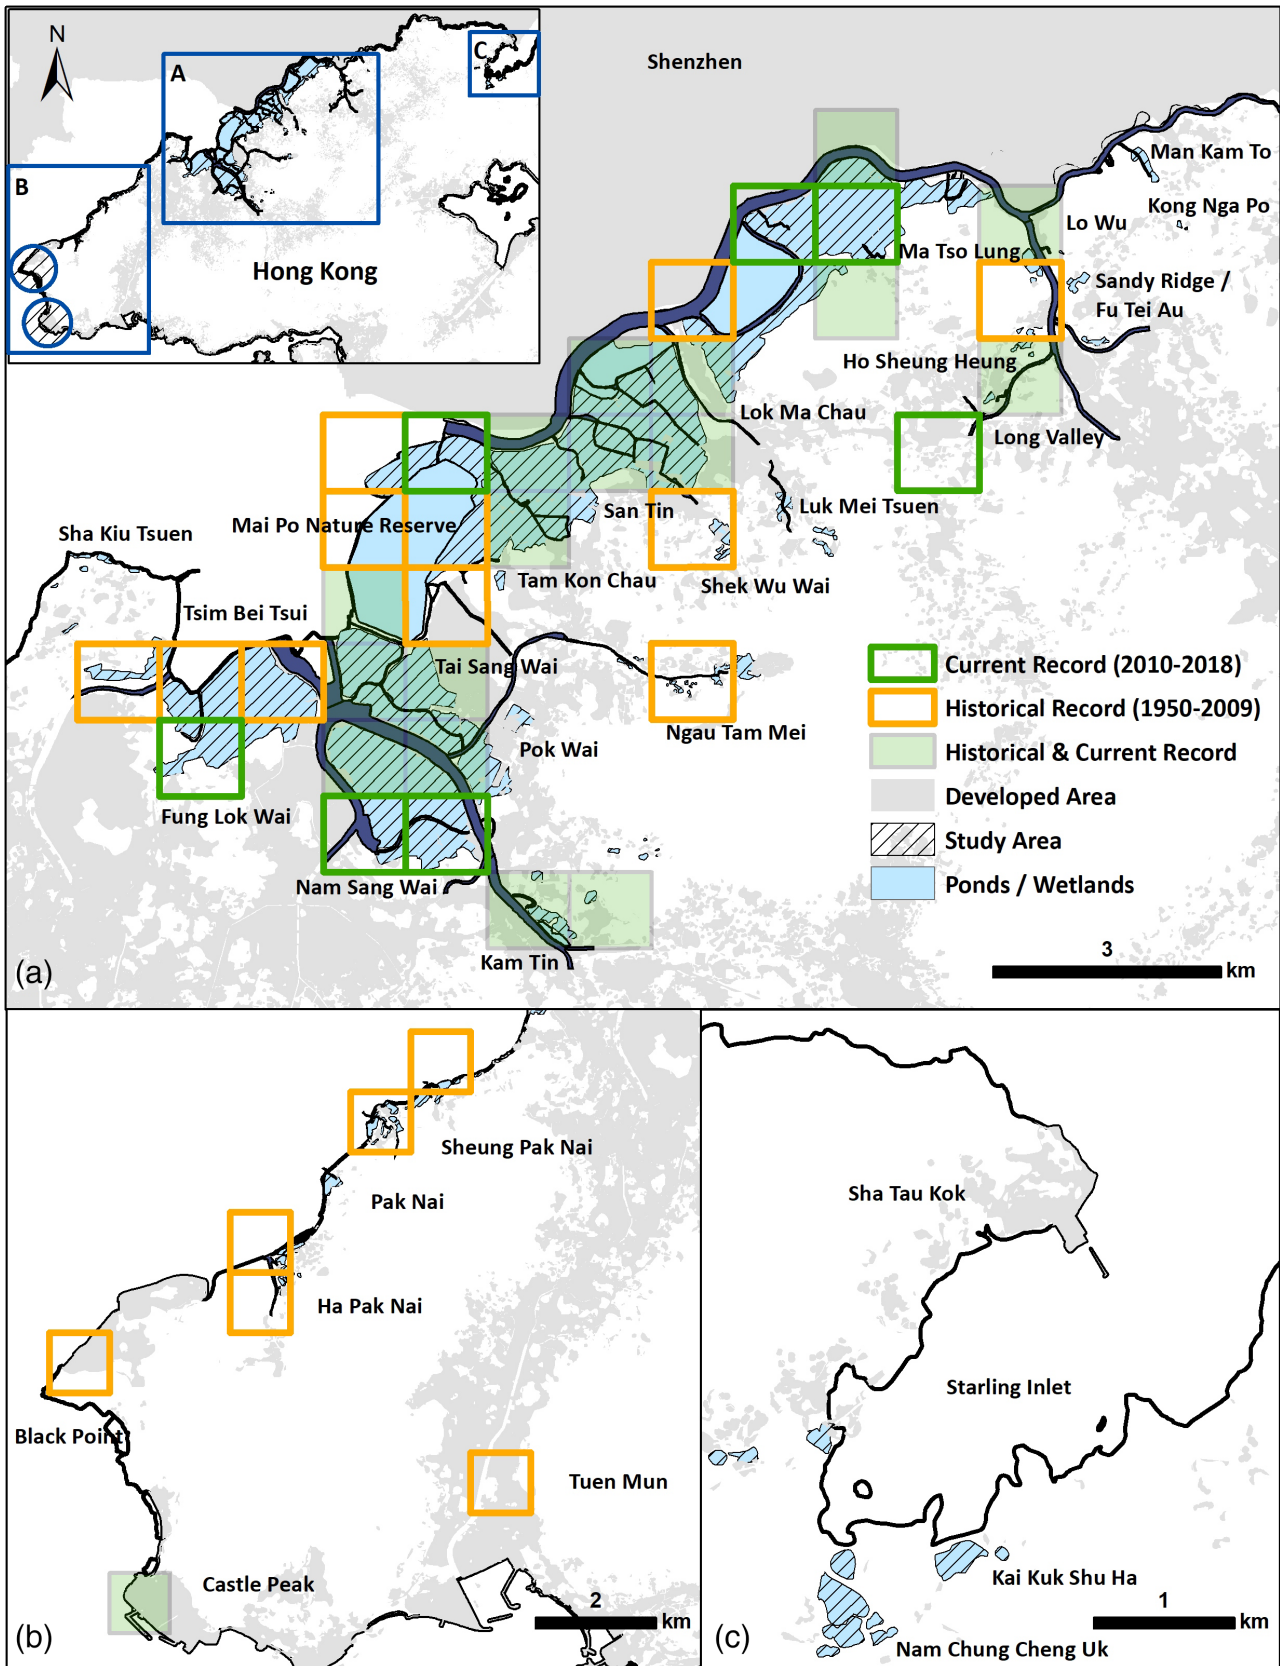 N
A
B
C
Hong Kong
Shenzhen
Man Kam To
Kong Nga Po
Lo Wu
Ma Tso Lung
Sandy Ridge /
Fu Tei Au
Ho Sheung Heung
Lok Ma Chau
Long Valley
San Tin
Luk Mei Tsuen
Mai Po Nature Reserve
Sha Kiu Tsuen
Tam Kon Chau
Shek Wu Wai
Tsim Bei Tsui
Tai Sang Wai
Ngau Tam Mei
Pok Wai
Fung Lok Wai
Nam Sang Wai
Kam Tin
Current Record (2010-2018)
Historical Record (1950-2009)
Historical & Current Record
Developed Area
Study Area
Ponds / Wetlands
3
km
(a)
Sheung Pak Nai
Pak Nai
Ha Pak Nai
Black Point
Tuen Mun
Castle Peak
2
km
(b)
Sha Tau Kok
Starling Inlet
Kai Kuk Shu Ha
1
km
Nam Chung Cheng Uk
(c)